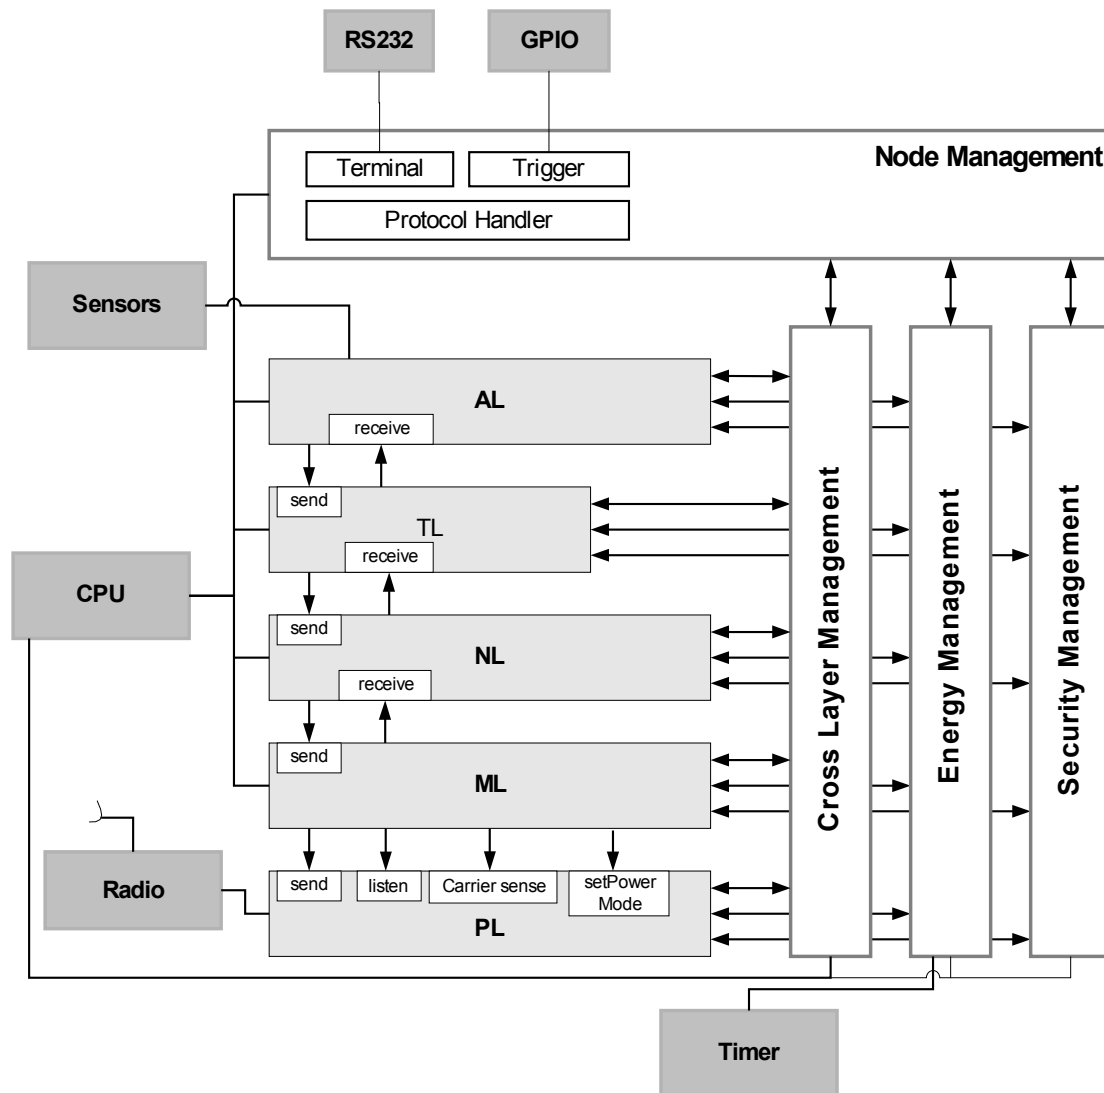 RS232
GPIO
Node Management
Terminal
Trigger
Protocol Handler
Sensors
AL
receive
send
TL
receive
CPU
send
NL
receive
send
ML
Radio
send
listen
Carrier sense
setPower
Mode
PL
Cross Layer Management
Energy Management
Security Management
Timer